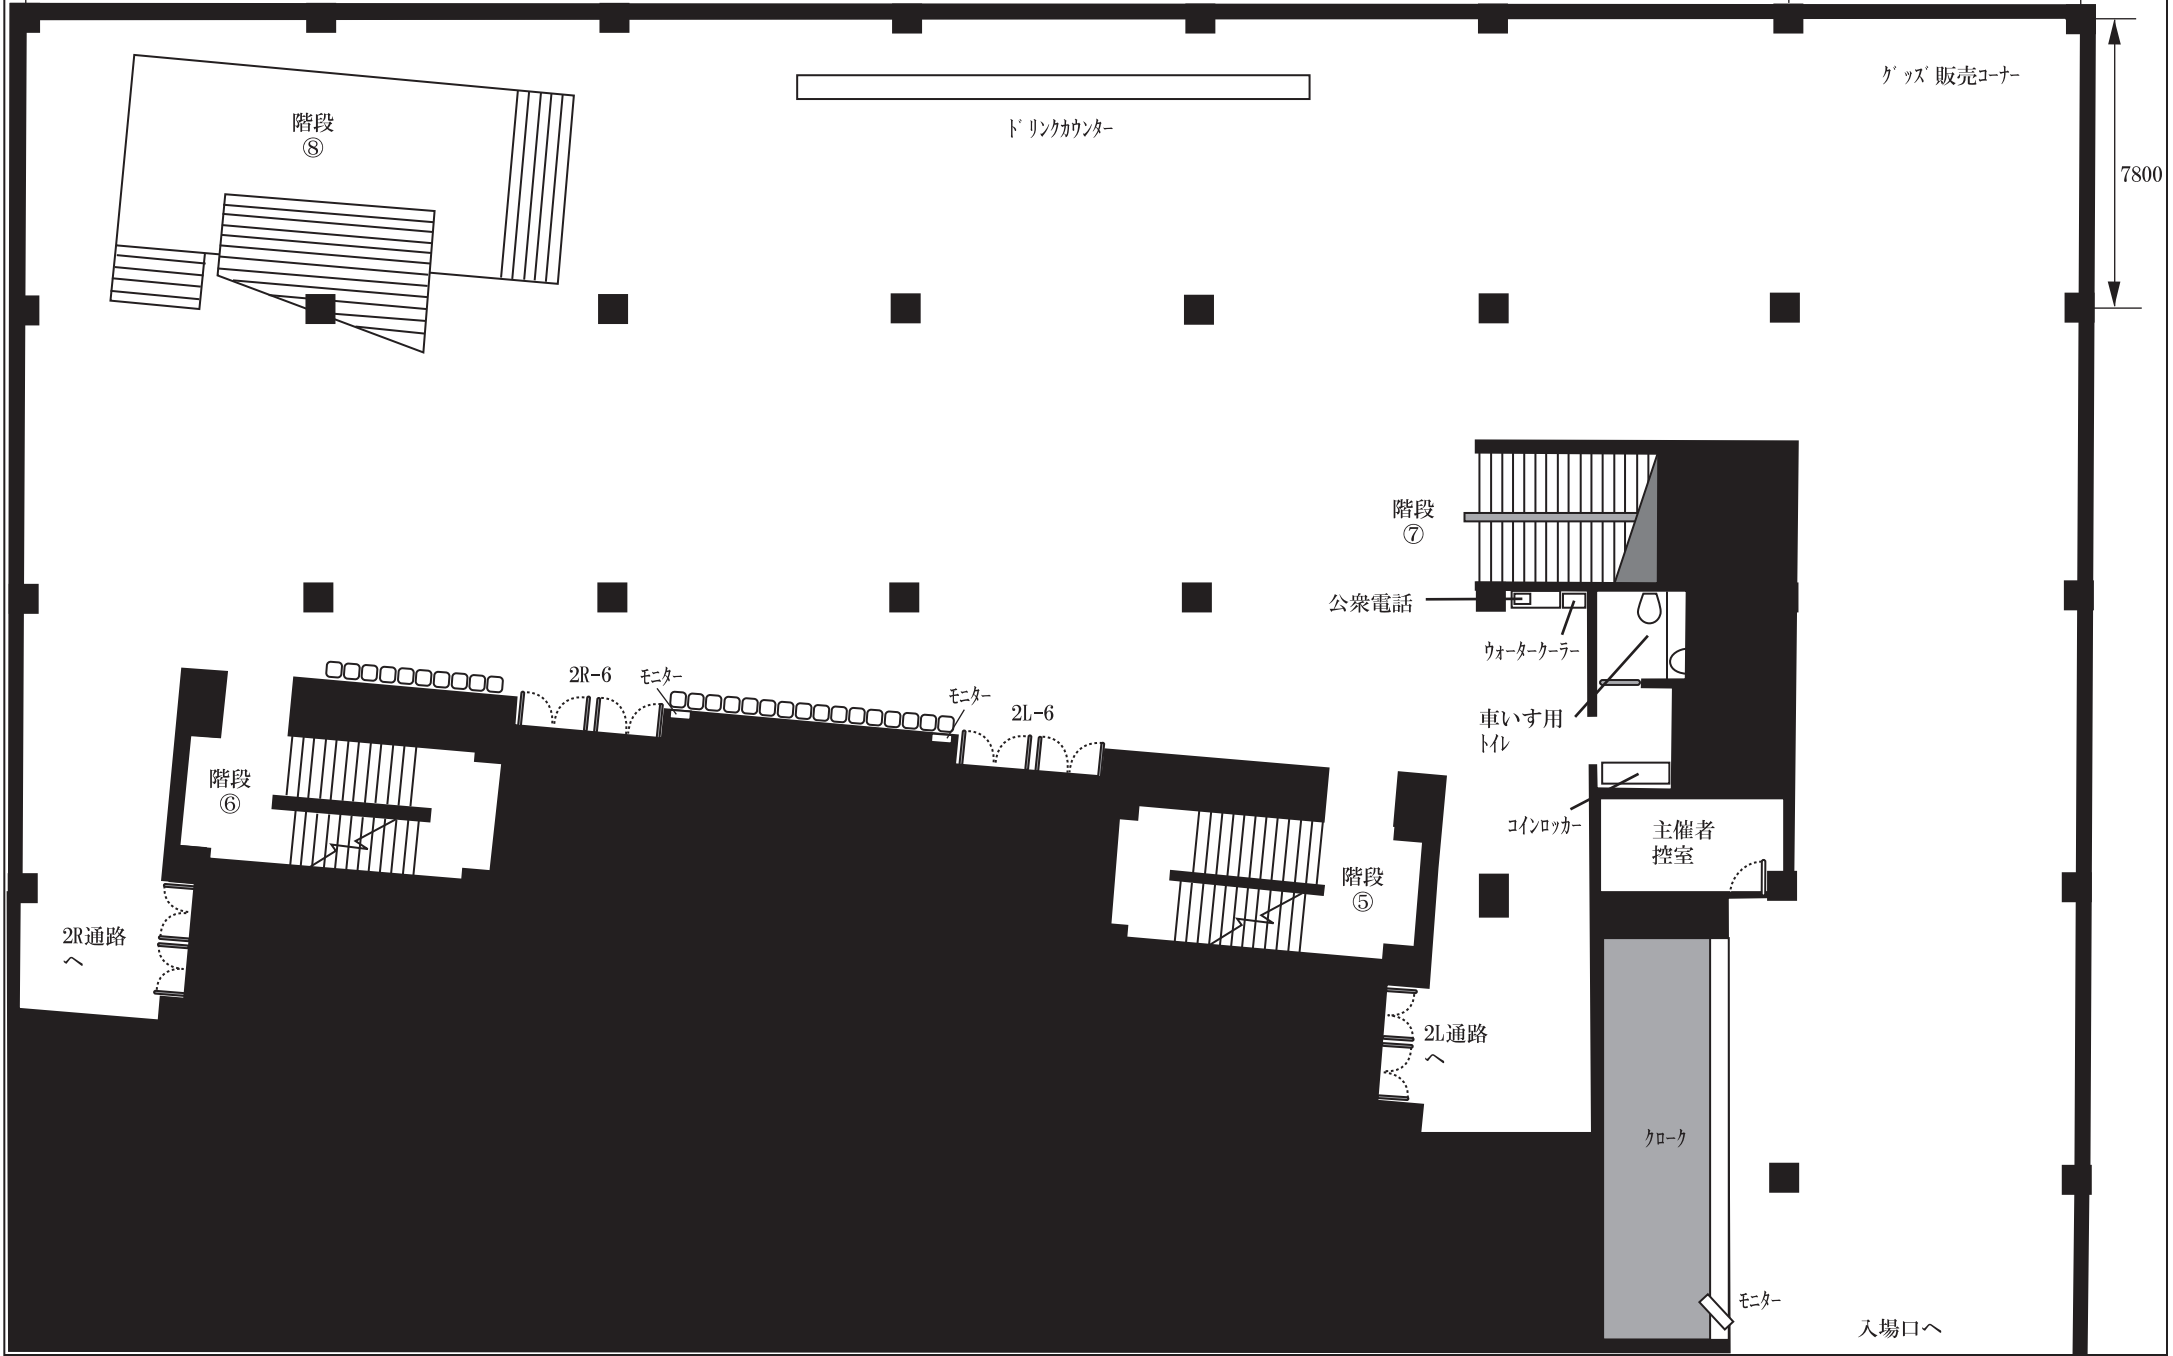 ｸﾞｯｽﾞ販売ｺｰﾅｰ
階段
⑧
ﾄﾞﾘﾝｸｶｳﾝﾀｰ
7800
階段
⑦
公衆電話
ｳｫｰﾀｰｸｰﾗｰ
2R-6
ﾓﾆﾀｰ
ﾓﾆﾀｰ
2L-6
車いす用
ﾄｲﾚ
階段
⑥
ｺｲﾝﾛｯｶｰ
主催者
控室
階段
⑤
2R通路
へ
2L通路
へ
ｸﾛｰｸ
ﾓﾆﾀｰ
入場口へ